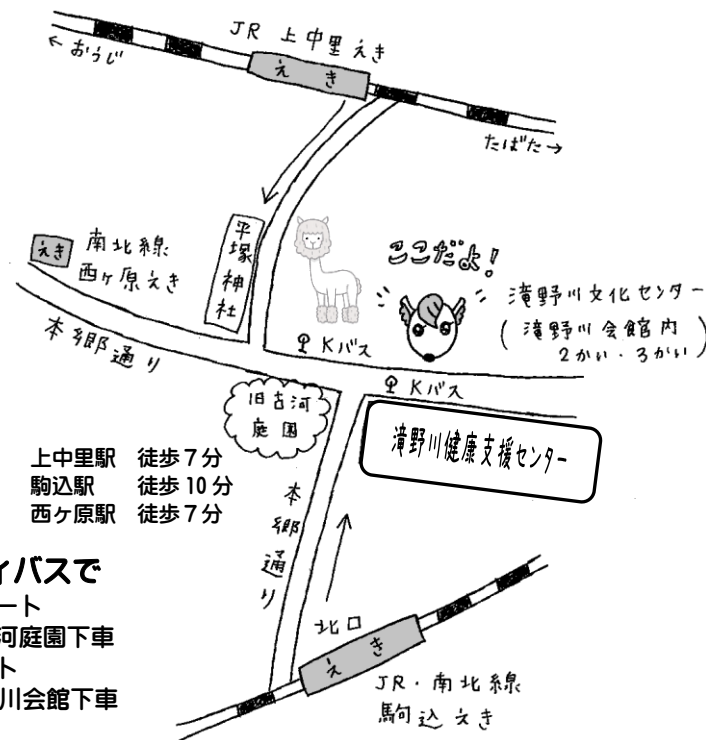 JR 上中里えき
えき
← おうじ
たばた→
えき
南北線
西ヶ原えき
平塚神社
ここだよ!
滝野川文化センター
(滝野川会館内
2かい・3かい)
Kバス
Kバス
本郷通り
旧古河
庭園
滝野川健康支援センター
上中里駅 徒歩7分
駒込駅 徒歩10分
西ヶ原駅 徒歩7分
本郷通り
ィバスで
ート
河庭園下車
ト
川会館下車
北口
えき
JR・南北線
駒込えき